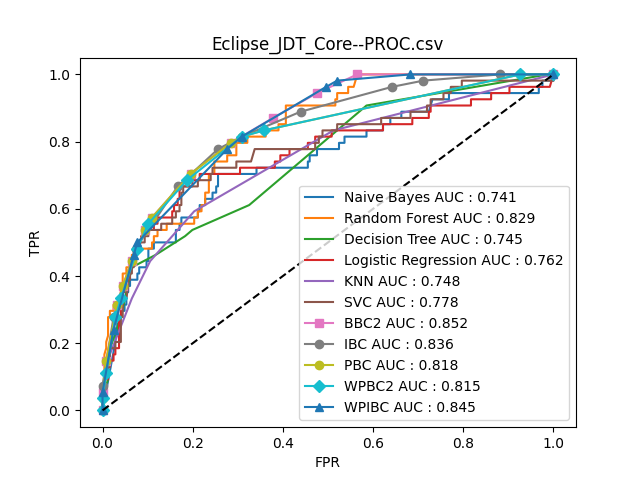 Eclipse_JDT_Core--PROC.csv
TPR
1.0
0.8
0.6
0.4
0.2
0.0
Naive Bayes AUC : 0.741
Random Forest AUC : 0.829
Decision Tree AUC : 0.745
Logistic Regression AUC : 0.762
KNN AUC : 0.748
SVC AUC : 0.778
BBC2 AUC : 0.852
IBC AUC : 0.836
PBC AUC : 0.818
WPBC2 AUC : 0.815
WPIBC AUC : 0.845
0.0 0.2 0.4 0.6 0.8 1.0
FPR